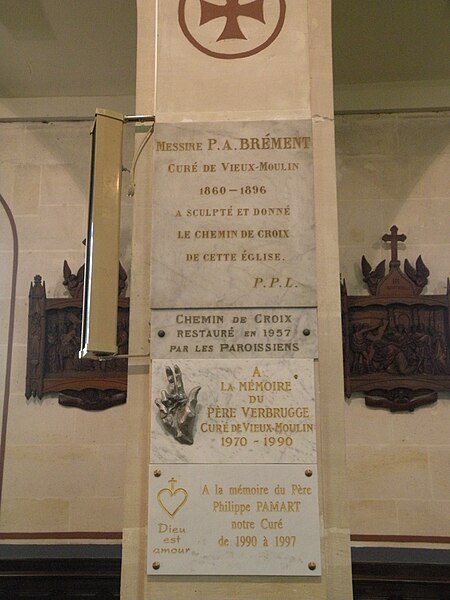 MESSIRE P.A. BRÉMENT
CURÉ DE VIEUX-MOULIN
1860 - 1896
A SCULPTÉ ET DONNÉ
LE CHEMIN DE CROIX
DE CETTE ÉGLISE.
P.P.L.
CHEMIN DE CROIX
RESTAURÉ EN 1957
PAR LES PAROISSIENS
A
LA MÉMOIRE
DU
PÈRE VERBRUGGE
CURÉ DE VIEUX-MOULIN
1970 - 1990
A la mémoire du Père
Philippe PAMART
notre Curé
de 1990 à 1997
Dieu
est
amour